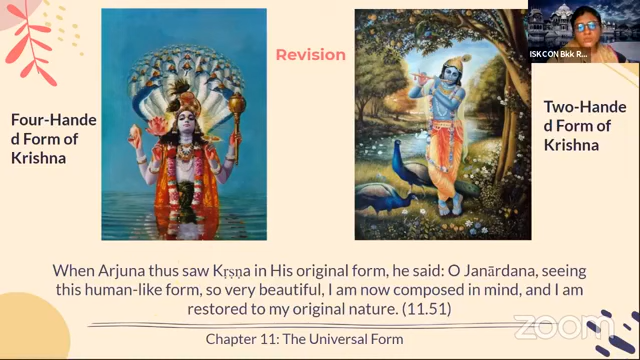 Revision
ISKCON Bkk R...
Four-Hande
d Form of
Krishna
Two-Hande
d Form of
Krishna
When Arjuna thus saw Kṛṣṇa in His original form, he said: O Janārdana, seeing
this human-like form, so very beautiful, I am now composed in mind, and I am
restored to my original nature. (11.51)
Chapter 11: The Universal Form
zoom